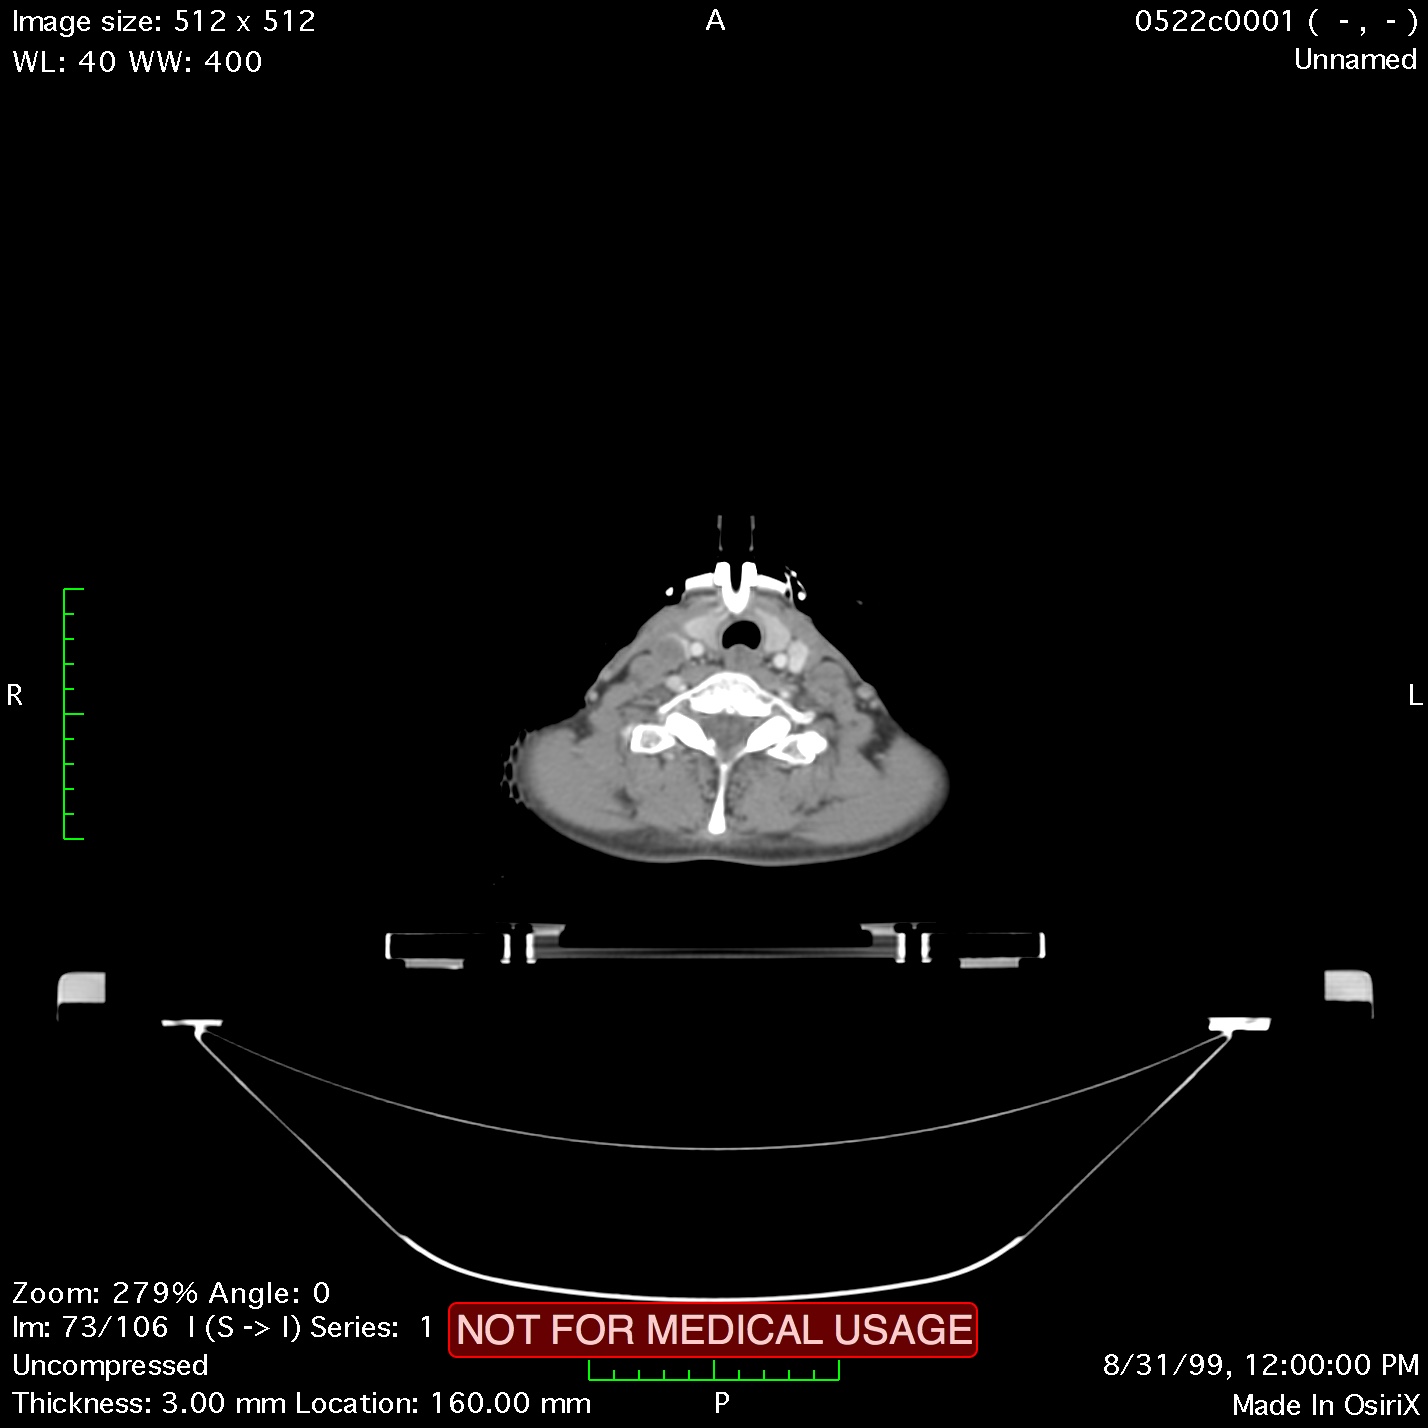 Image size: 512 x 512
WL: 40 WW: 400
A
0522c0001 ( - , - )
Unnamed
R
L
Zoom: 279% Angle: 0
Im: 73/106 I (S -> I) Series: 1
Uncompressed
Thickness: 3.00 mm Location: 160.00 mm
NOT FOR MEDICAL USAGE
P
8/31/99, 12:00:00 PM
Made In OsiriX